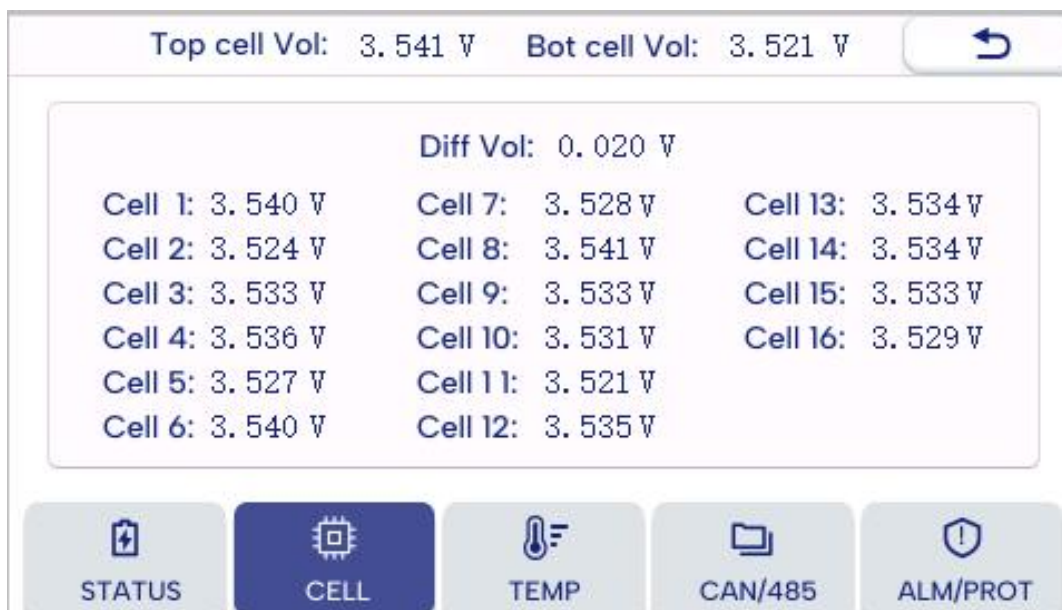 Top cell Vol: 3.541 V Bot cell Vol: 3.521 V
Diff Vol: 0.020 V
Cell 1: 3.540 V Cell 7: 3.528 V Cell 13: 3.534 V
Cell 2: 3.524 V Cell 8: 3.541 V Cell 14: 3.534 V
Cell 3: 3.533 V Cell 9: 3.533 V Cell 15: 3.533 V
Cell 4: 3.536 V Cell 10: 3.531 V Cell 16: 3.529 V
Cell 5: 3.527 V Cell 11: 3.521 V
Cell 6: 3.540 V Cell 12: 3.535 V
STATUS CELL TEMP CAN/485 ALM/PROT